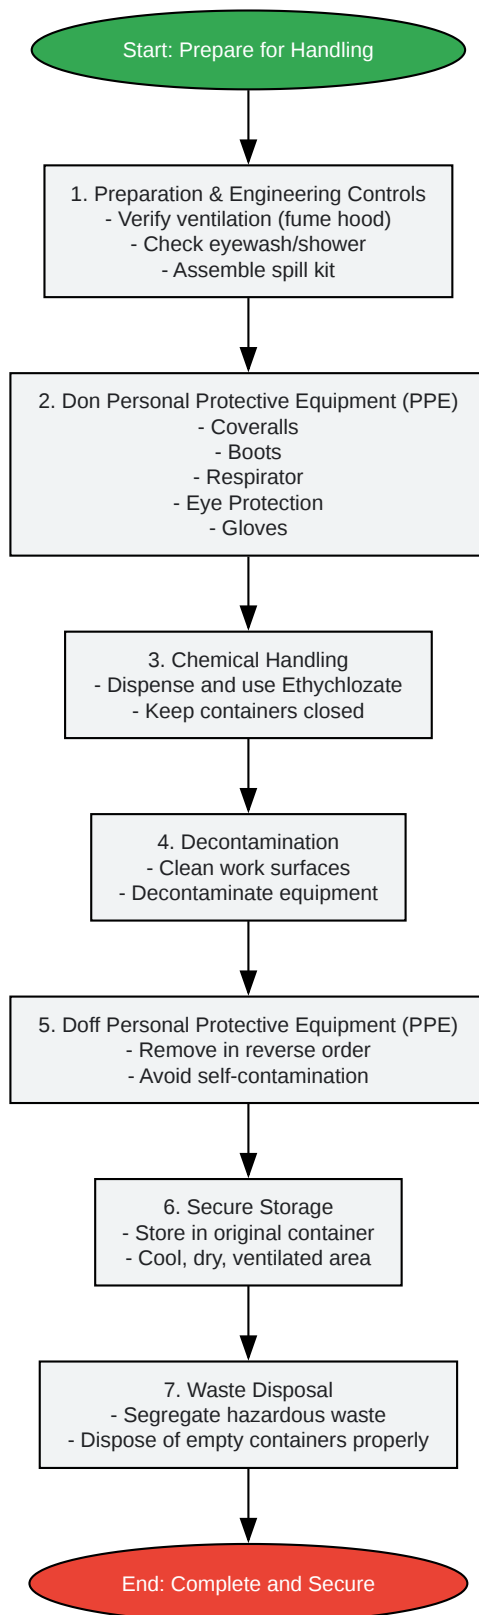 Start: Prepare for Handling
1. Preparation & Engineering Controls
- Verify ventilation (fume hood)
- Check eyewash/shower
- Assemble spill kit
2. Don Personal Protective Equipment (PPE)
- Coveralls
- Boots
- Respirator
- Eye Protection
- Gloves
3. Chemical Handling
- Dispense and use Ethychlozate
- Keep containers closed
4. Decontamination
- Clean work surfaces
- Decontaminate equipment
5. Doff Personal Protective Equipment (PPE)
- Remove in reverse order
- Avoid self-contamination
6. Secure Storage
- Store in original container
- Cool, dry, ventilated area
7. Waste Disposal
- Segregate hazardous waste
- Dispose of empty containers properly
End: Complete and Secure